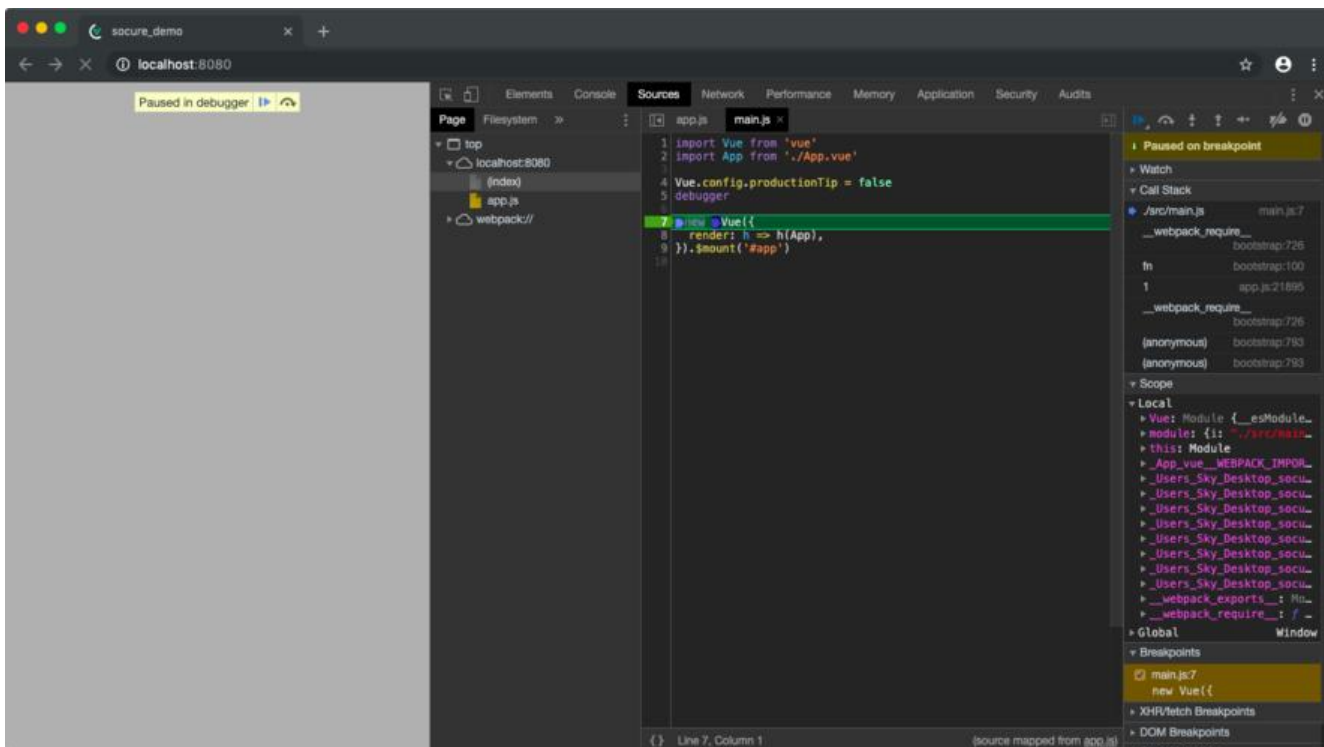 socure_demo
localhost:8080
Paused in debugger
Elements Console Sources Network Performance Memory Application Security Audits
Page Filesystem »
top
localhost:8080
(index)
app.js
webpack://
app.js main.js ×
1 import Vue from 'vue'
2 import App from './App.vue'
3
4 Vue.config.productionTip = false
5 debugger
6
7 new Vue({
8 render: h => h(App),
9 }).$mount('#app')
10
{ } Line 7, Column 1 (source mapped from app.js)
Paused on breakpoint
Watch
Call Stack
./src/main.js main.js:7
__webpack_require__
bootstrap:726
fn bootstrap:100
1 app.js:21895
__webpack_require__
bootstrap:726
(anonymous) bootstrap:793
(anonymous) bootstrap:793
Scope
Local
Vue: Module {__esModule…
module: {i: "./src/main…
this: Module
_App_vue__WEBPACK_IMPOR…
_Users_Sky_Desktop_socu…
_Users_Sky_Desktop_socu…
_Users_Sky_Desktop_socu…
_Users_Sky_Desktop_socu…
_Users_Sky_Desktop_socu…
_Users_Sky_Desktop_socu…
_Users_Sky_Desktop_socu…
_Users_Sky_Desktop_socu…
__webpack_exports__: Mo…
__webpack_require__: ƒ …
Global Window
Breakpoints
main.js:7
new Vue({
XHR/fetch Breakpoints
DOM Breakpoints